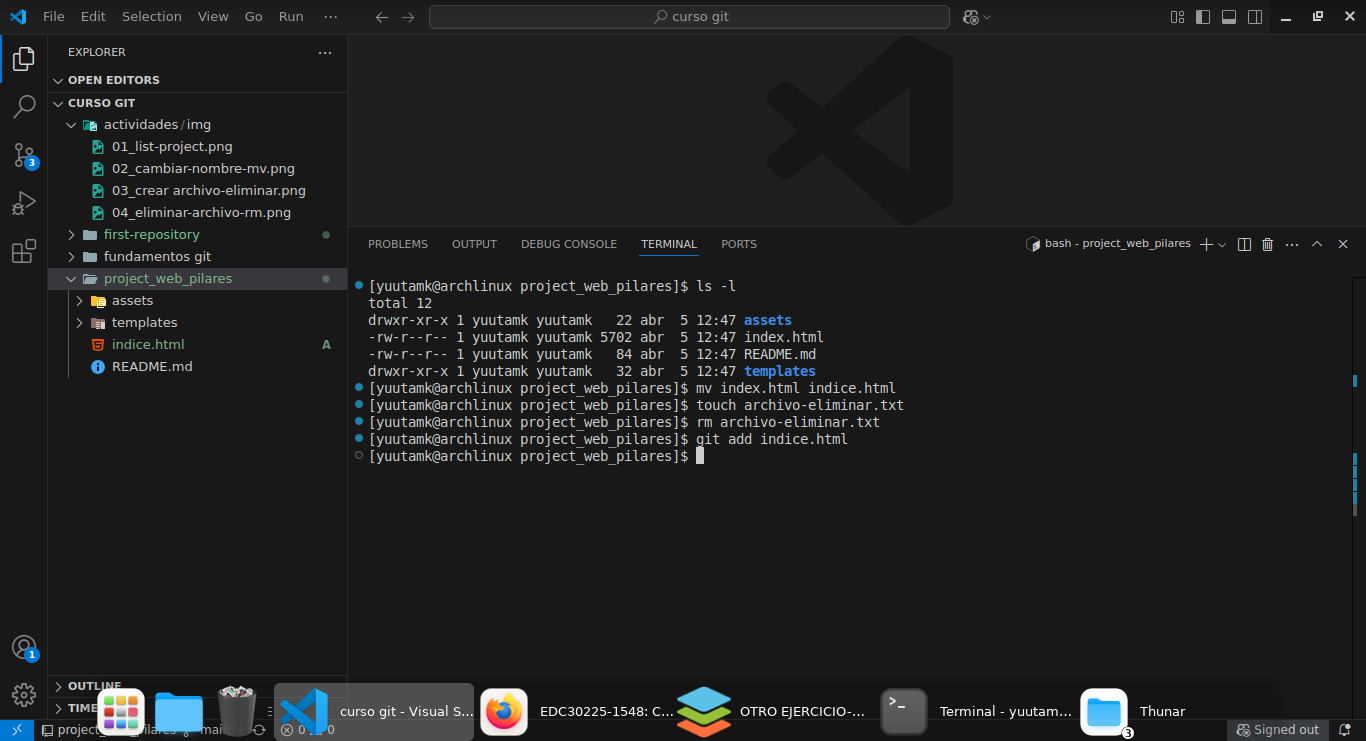 File Edit Selection View Go Run ··· curso git
EXPLORER ···
OPEN EDITORS
CURSO GIT
actividades / img
01_list-project.png
02_cambiar-nombre-mv.png
03_crear archivo-eliminar.png
04_eliminar-archivo-rm.png
first-repository
fundamentos git
project_web_pilares
assets
templates
indice.html A
README.md
OUTLINE
3
1
PROBLEMS OUTPUT DEBUG CONSOLE TERMINAL PORTS bash - project_web_pilares
[yuutamk@archlinux project_web_pilares]$ ls -l
total 12
drwxr-xr-x 1 yuutamk yuutamk   22 abr  5 12:47 assets
-rw-r--r-- 1 yuutamk yuutamk 5702 abr  5 12:47 index.html
-rw-r--r-- 1 yuutamk yuutamk   84 abr  5 12:47 README.md
drwxr-xr-x 1 yuutamk yuutamk   32 abr  5 12:47 templates
[yuutamk@archlinux project_web_pilares]$ mv index.html indice.html
[yuutamk@archlinux project_web_pilares]$ touch archivo-eliminar.txt
[yuutamk@archlinux project_web_pilares]$ rm archivo-eliminar.txt
[yuutamk@archlinux project_web_pilares]$ git add indice.html
[yuutamk@archlinux project_web_pilares]$
curso git - Visual S... EDC30225-1548: C... OTRO EJERCICIO-... >_ Terminal - yuutam... 3 Thunar
0 0 Signed out